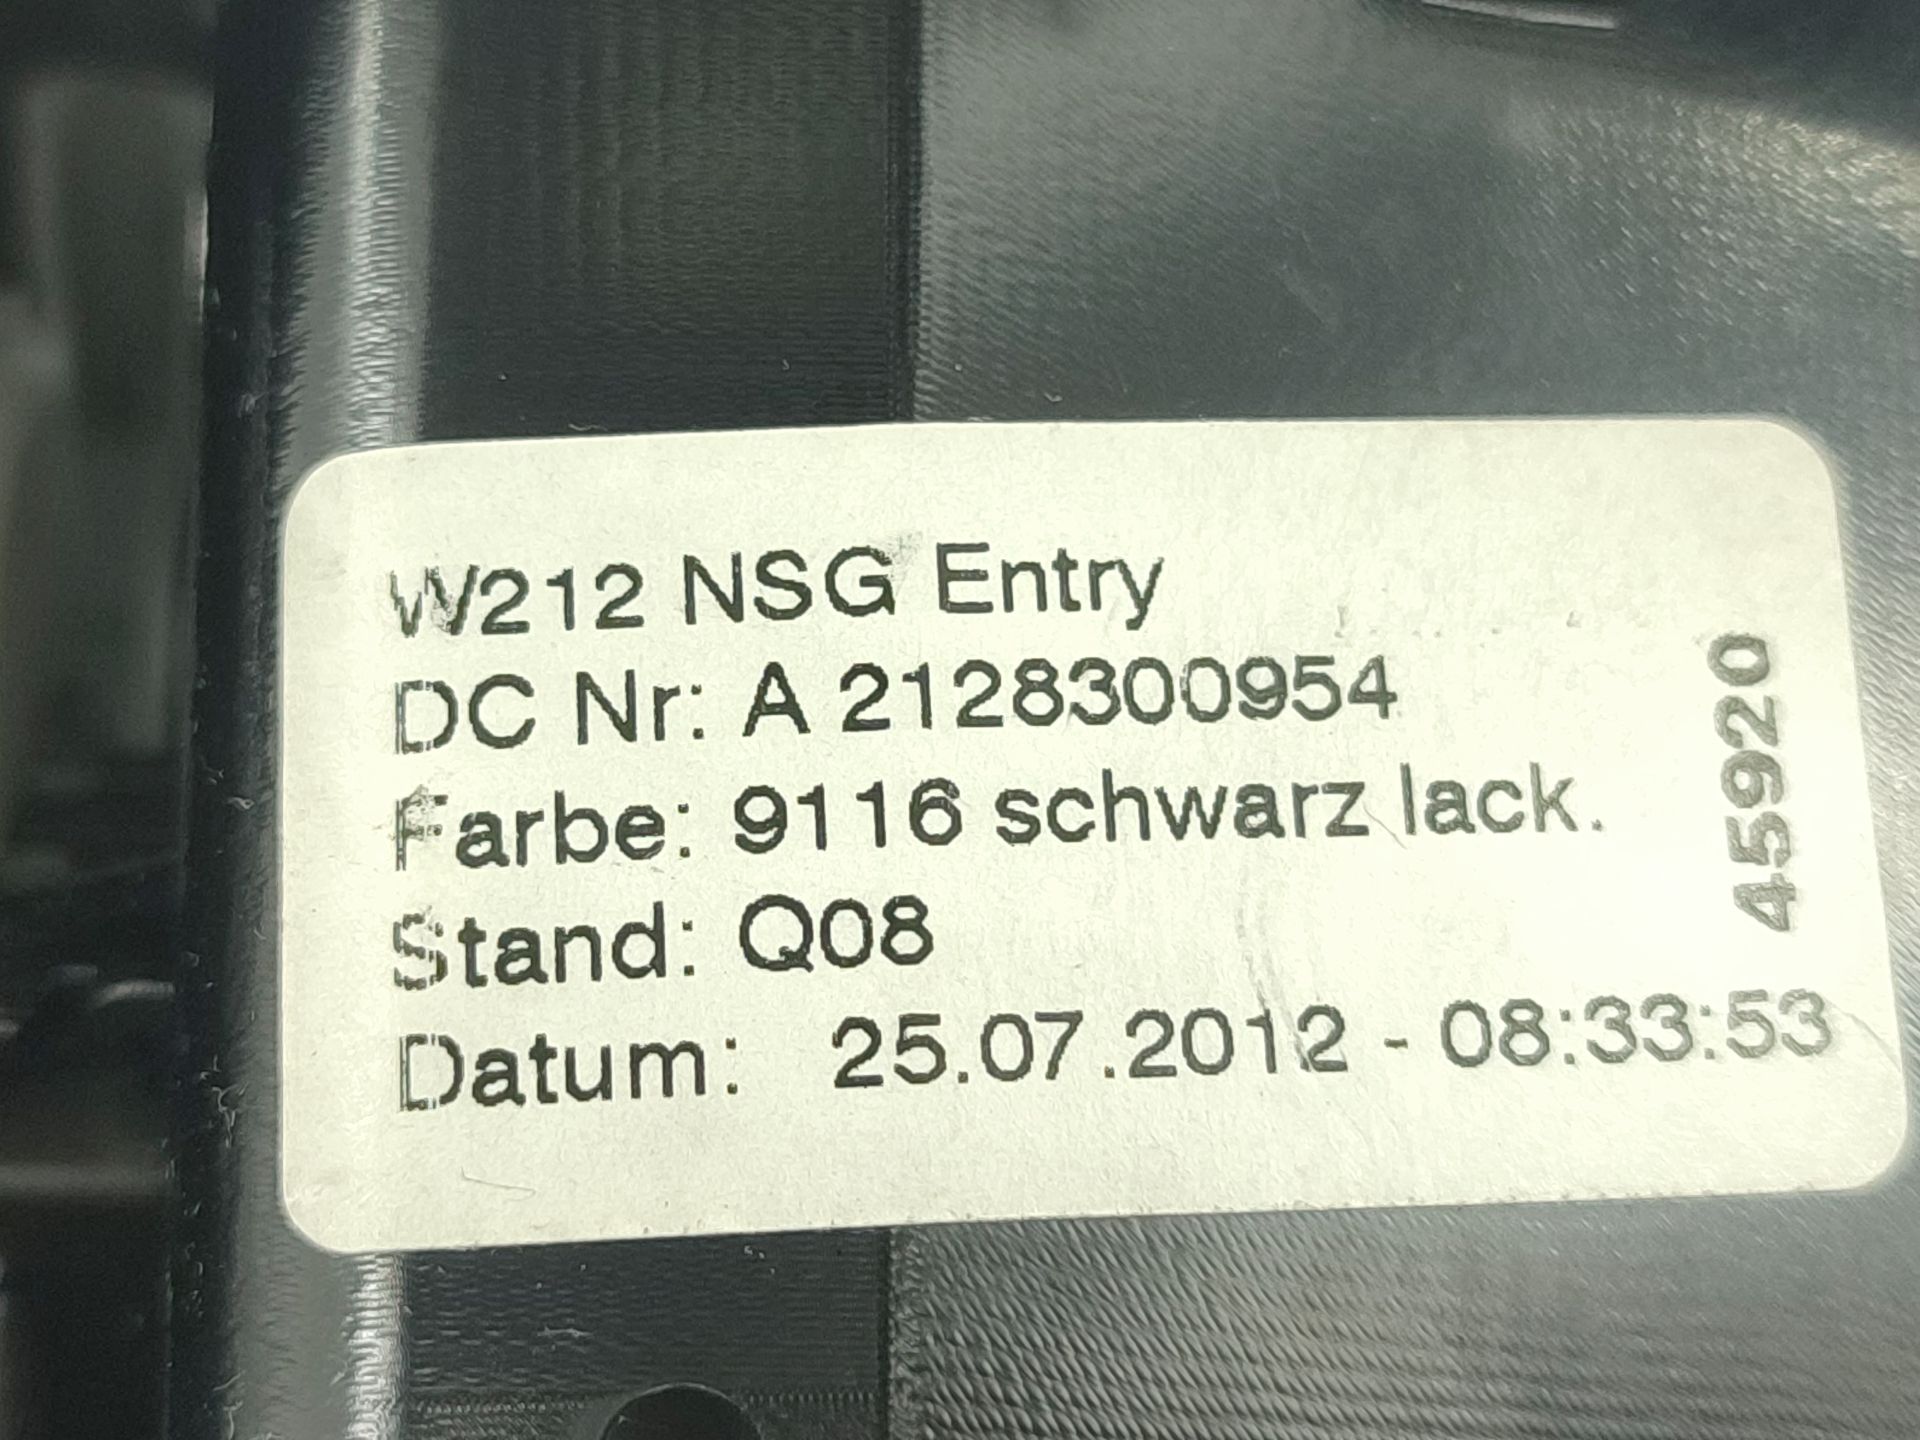 W212 NSG Entry
DC Nr: A 2128300954
Farbe: 9116 schwarz lack.
Stand: Q08
Datum: 25.07.2012 - 08:33:53
45920